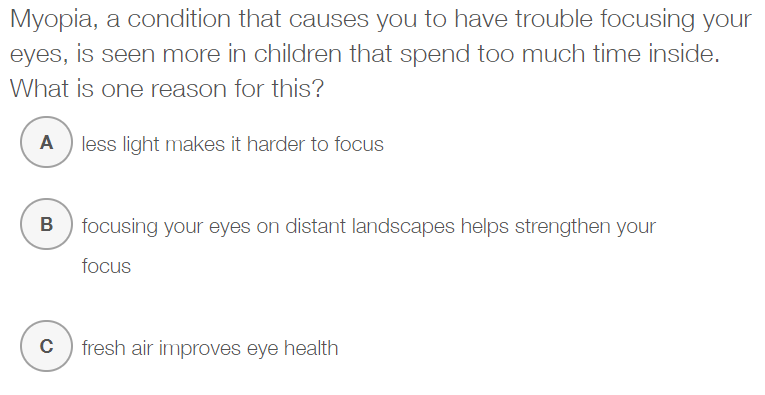 Myopia, a condition that causes you to have trouble focusing your
eyes, is seen more in children that spend too much time inside.
What is one reason for this?
A less light makes it harder to focus
B focusing your eyes on distant landscapes helps strengthen your
focus
C fresh air improves eye health